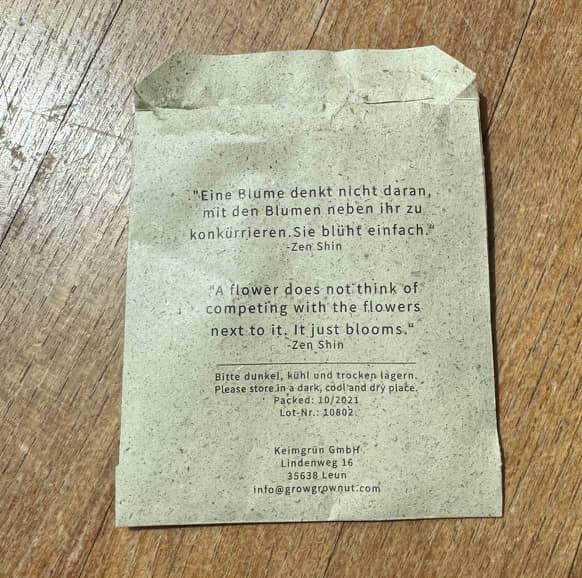 "Eine Blume denkt nicht daran,
mit den Blumen neben ihr zu
konkürrieren.Sie blüht einfach."
-Zen Shin
"A flower does not think of
competing with the flowers
next to it. It just blooms."
-Zen Shin
Bitte dunkel, kühl und trocken lagern.
Please store in a dark, cool and dry place.
Packed: 10/2021
Lot-Nr.: 10802
Keimgrün GmbH
Lindenweg 16
35638 Leun
info@growgrownut.com